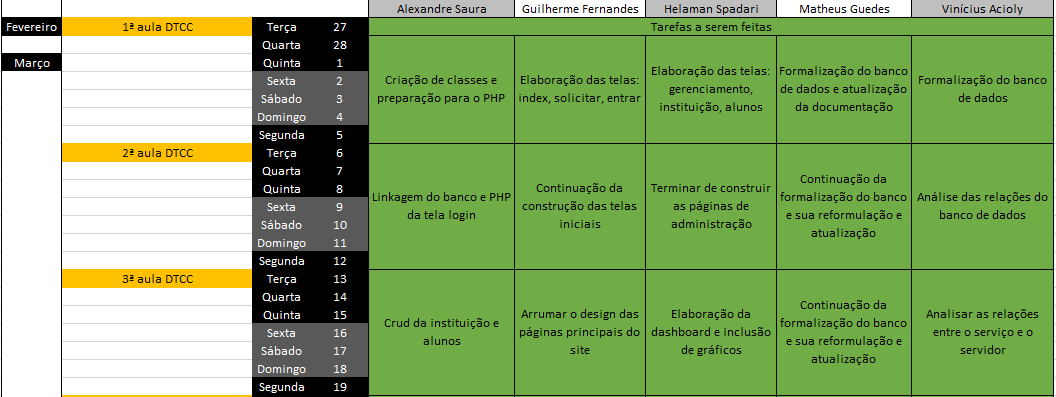 Alexandre Saura Guilherme Fernandes Helaman Spadari Matheus Guedes Vinícius Acioly
Fevereiro 1ª aula DTCC Terça 27 Tarefas a serem feitas
Quarta 28
Março Quinta 1
Sexta 2
Sábado 3
Domingo 4
Segunda 5
Criação de classes e
preparação para o PHP
Elaboração das telas:
index, solicitar, entrar
Elaboração das telas:
gerenciamento,
instituição, alunos
Formalização do banco
de dados e atualização
da documentação
Formalização do banco
de dados
2ª aula DTCC Terça 6
Quarta 7
Quinta 8
Sexta 9
Sábado 10
Domingo 11
Segunda 12
Linkagem do banco e PHP
da tela login
Continuação da
construção das telas
iniciais
Terminar de construir
as páginas de
administração
Continuação da
formalização do banco
e sua reformulação e
atualização
Análise das relações do
banco de dados
3ª aula DTCC Terça 13
Quarta 14
Quinta 15
Sexta 16
Sábado 17
Domingo 18
Segunda 19
Crud da instituição e
alunos
Arrumar o design das
páginas principais do
site
Elaboração da
dashboard e inclusão
de gráficos
Continuação da
formalização do banco
e sua reformulação e
atualização
Analisar as relações
entre o serviço e o
servidor